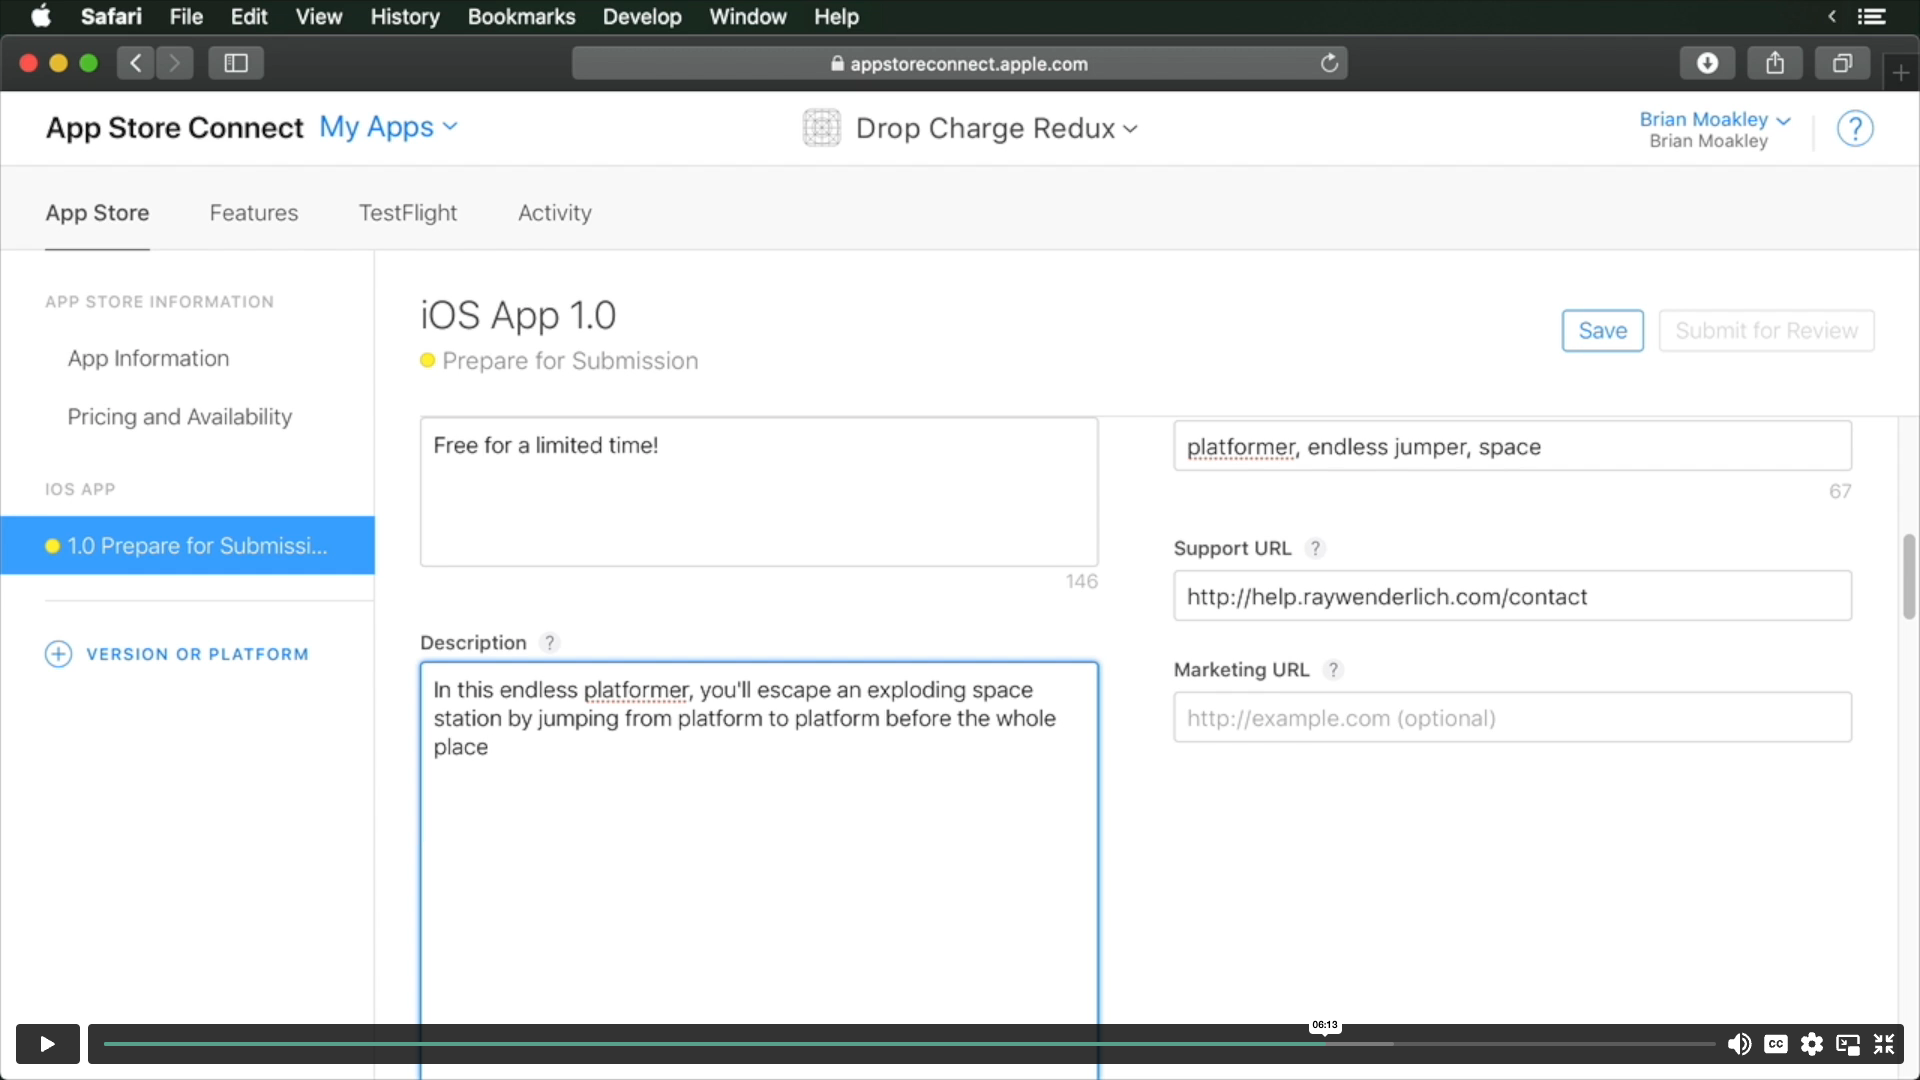 Safari File Edit View History Bookmarks Develop Window Help
appstoreconnect.apple.com
App Store Connect My Apps
Drop Charge Redux
Brian Moakley
Brian Moakley
?
App Store Features TestFlight Activity
APP STORE INFORMATION
App Information
Pricing and Availability
IOS APP
1.0 Prepare for Submissi...
VERSION OR PLATFORM
iOS App 1.0
Prepare for Submission
Save
Submit for Review
Free for a limited time!
146
Description ?
In this endless platformer, you'll escape an exploding space
station by jumping from platform to platform before the whole
place
platformer, endless jumper, space
67
Support URL ?
http://help.raywenderlich.com/contact
Marketing URL ?
http://example.com (optional)
06:13
CC